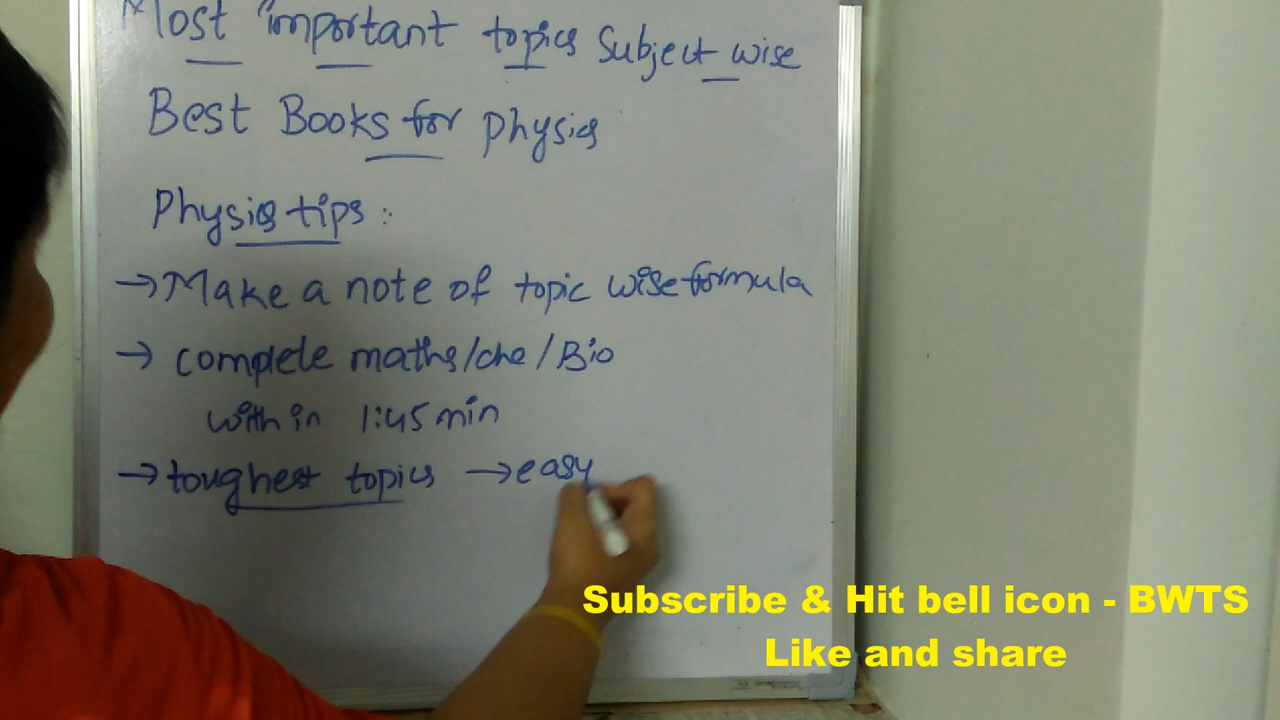 Most important topics Subject wise
Best Books for physics
Physics tips :
→ Make a note of topic wise formula
→ complete maths/che/Bio
with in 1:45 min
→ toughest topics → easy
Subscribe & Hit bell icon - BWTS
Like and share